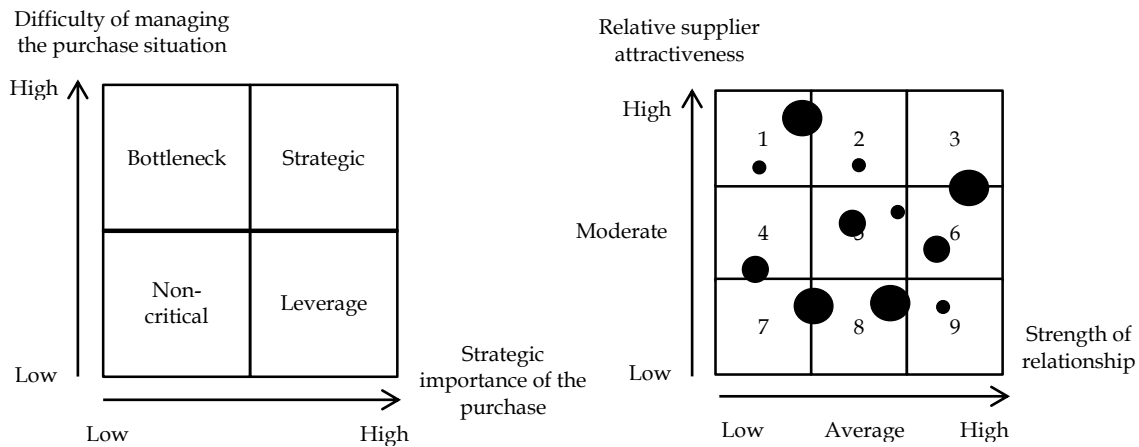 Difficulty of managing
the purchase situation
High
Bottleneck
Strategic
Non-
critical
Leverage
Low
Strategic
importance of the
purchase
Low
High
Relative supplier
attractiveness
High
1
2
3
Moderate
4
5
6
7
8
9
Low
Strength of
relationship
Low
Average
High